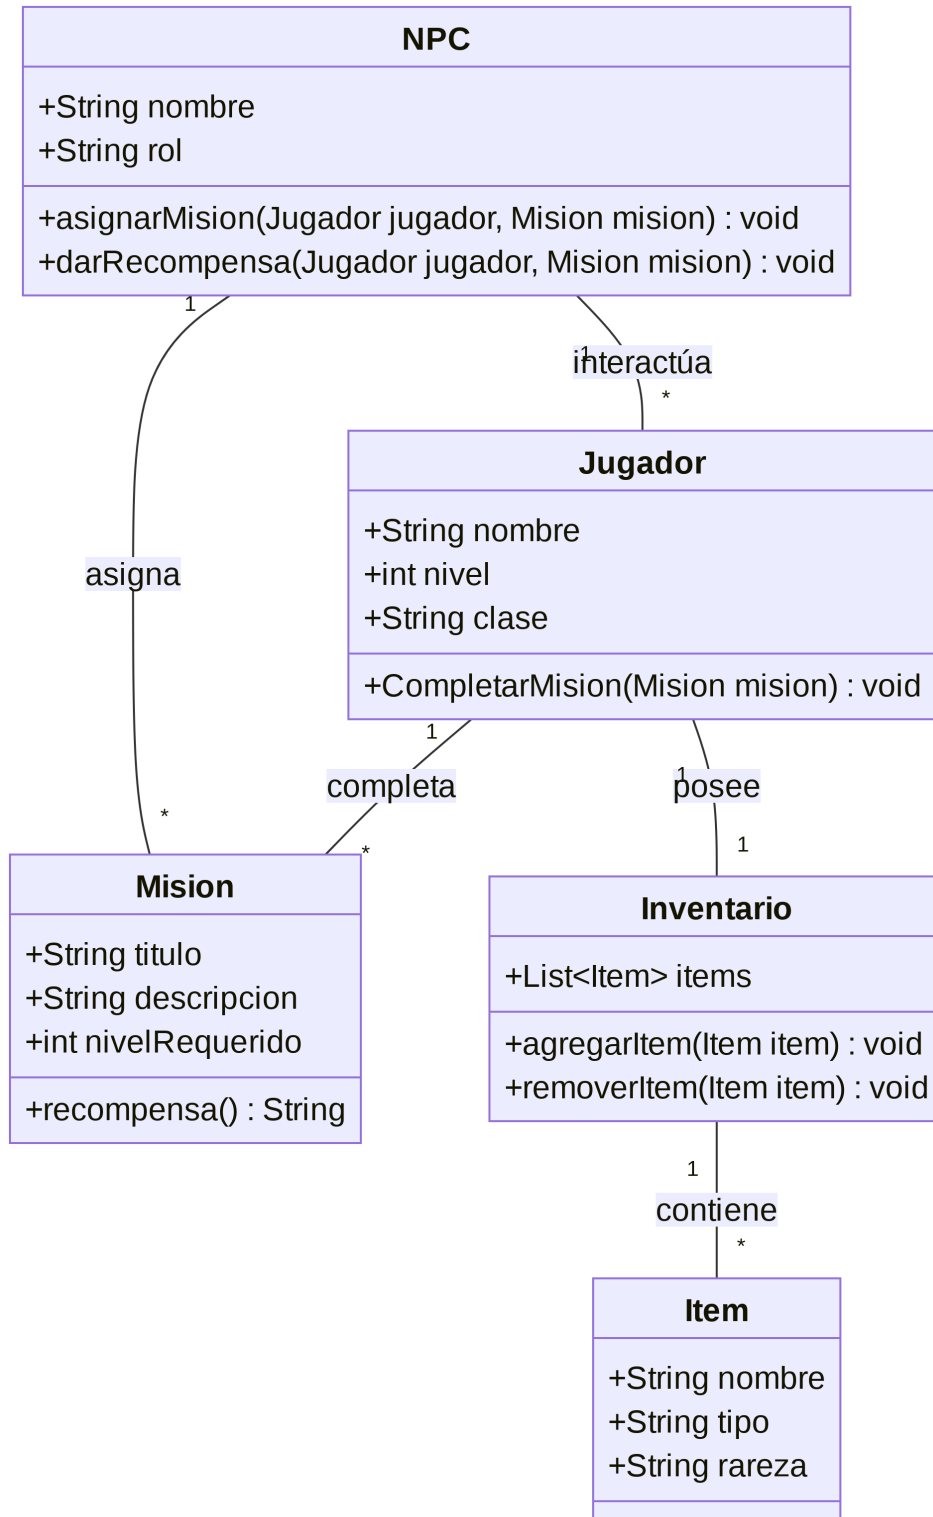 NPC
+String nombre
+String rol
+asignarMision(Jugador jugador, Mision mision) : void
+darRecompensa(Jugador jugador, Mision mision) : void
1
1
interactúa
*
Jugador
+String nombre
+int nivel
+String clase
+CompletarMision(Mision mision) : void
asigna
1
completa
*
*
1
posee
1
Mision
+String titulo
+String descripcion
+int nivelRequerido
+recompensa() : String
Inventario
+List<Item> items
+agregarItem(Item item) : void
+removerItem(Item item) : void
1
contiene
*
Item
+String nombre
+String tipo
+String rareza